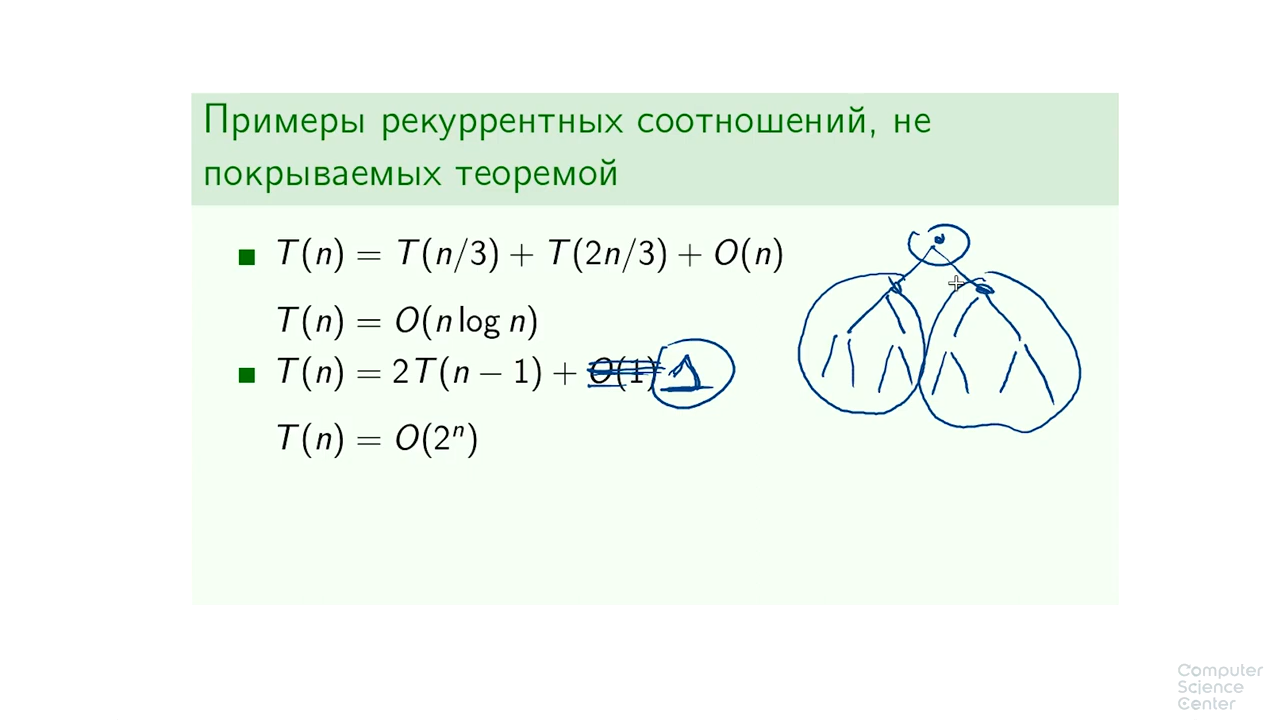 Примеры рекуррентных соотношений, не
покрываемых теоремой
T(n) = T(n/3) + T(2n/3) + O(n)
T(n) = O(n log n)
T(n) = 2T(n − 1) + O(1)
T(n) = O(2ⁿ)
Computer
Science
Center